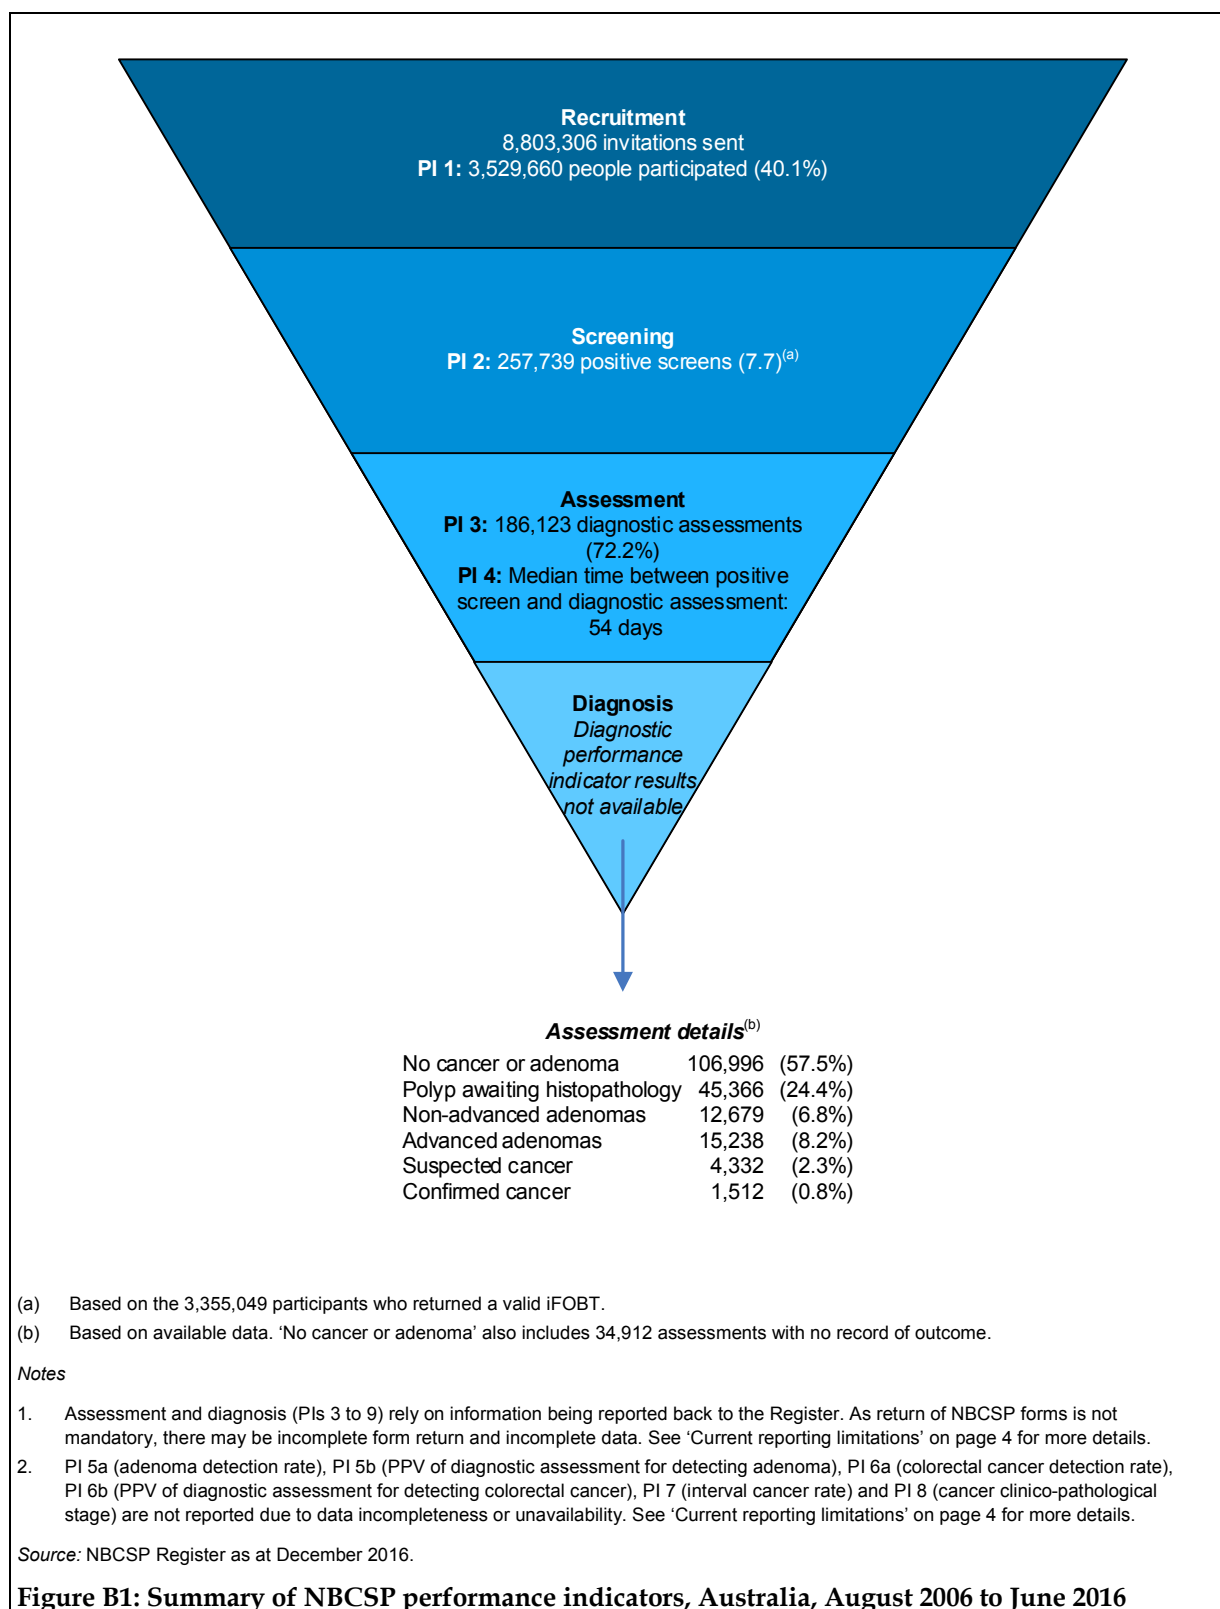 Recruitment
8,803,306 invitations sent
PI 1: 3,529,660 people participated (40.1%)
Screening
PI 2: 257,739 positive screens (7.7)(a)
Assessment
PI 3: 186,123 diagnostic assessments
(72.2%)
PI 4: Median time between positive
screen and diagnostic assessment:
54 days
Diagnosis
Diagnostic
performance
indicator results
not available
Assessment details(b)
No cancer or adenoma 106,996 (57.5%)
Polyp awaiting histopathology 45,366 (24.4%)
Non-advanced adenomas 12,679 (6.8%)
Advanced adenomas 15,238 (8.2%)
Suspected cancer 4,332 (2.3%)
Confirmed cancer 1,512 (0.8%)
(a) Based on the 3,355,049 participants who returned a valid iFOBT.
(b) Based on available data. ‘No cancer or adenoma’ also includes 34,912 assessments with no record of outcome.
Notes
1. Assessment and diagnosis (PIs 3 to 9) rely on information being reported back to the Register. As return of NBCSP forms is not
mandatory, there may be incomplete form return and incomplete data. See ‘Current reporting limitations’ on page 4 for more details.
2. PI 5a (adenoma detection rate), PI 5b (PPV of diagnostic assessment for detecting adenoma), PI 6a (colorectal cancer detection rate),
PI 6b (PPV of diagnostic assessment for detecting colorectal cancer), PI 7 (interval cancer rate) and PI 8 (cancer clinico-pathological
stage) are not reported due to data incompleteness or unavailability. See ‘Current reporting limitations’ on page 4 for more details.
Source: NBCSP Register as at December 2016.
Figure B1: Summary of NBCSP performance indicators, Australia, August 2006 to June 2016